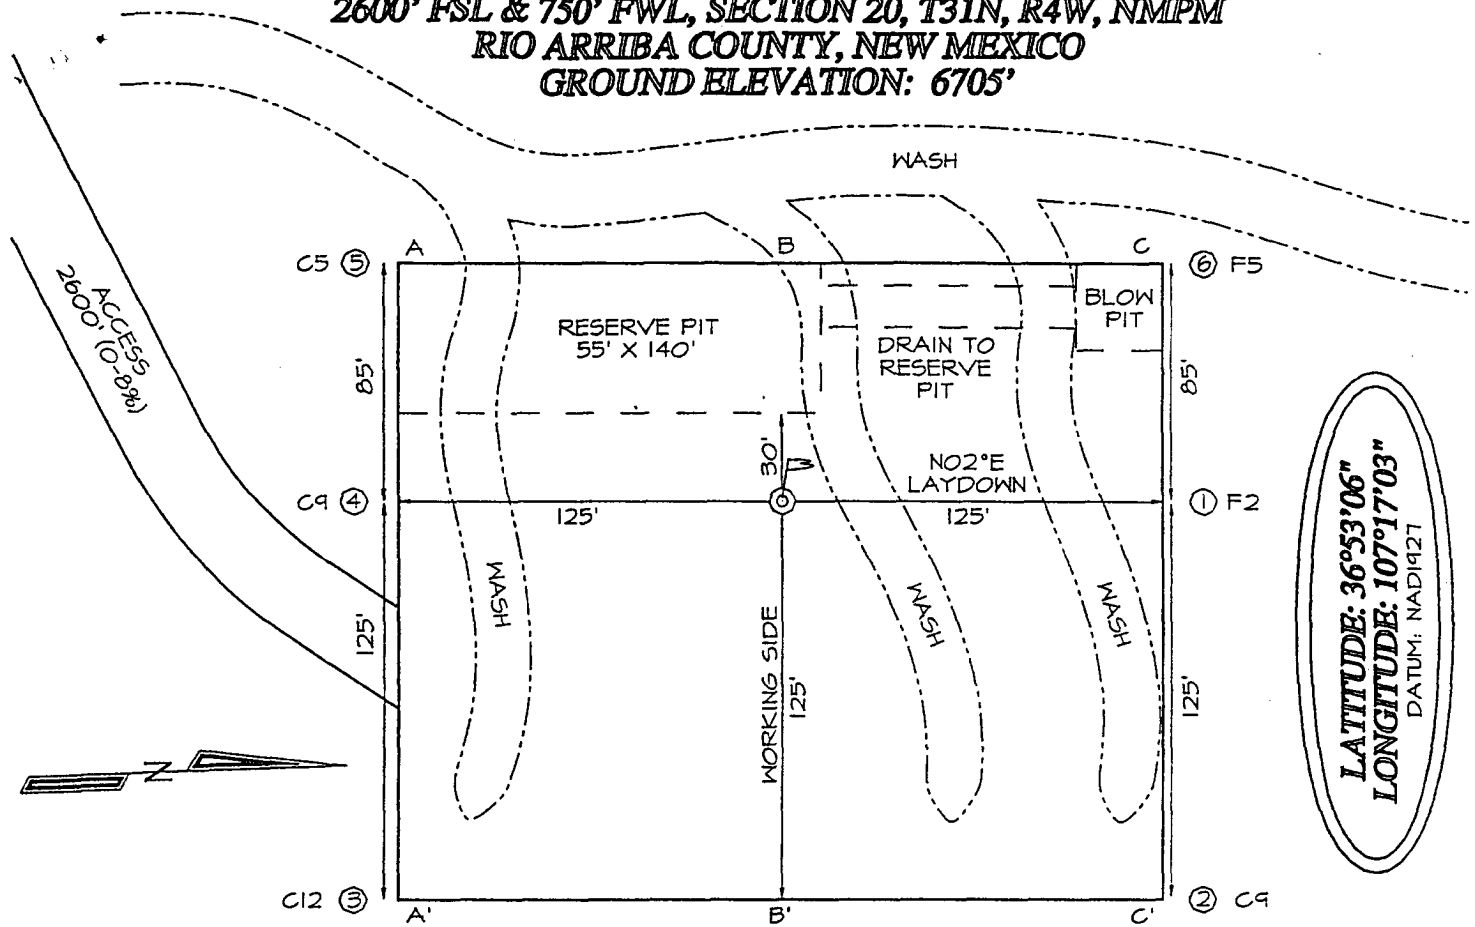 2600' FSL & 750' FWL, SECTION 20, T31N, R4W, NMPM
RIO ARRIBA COUNTY, NEW MEXICO
GROUND ELEVATION: 6705'
WASH
A
B
C
C5 5
6 F5
ACCESS
2600' (0-8%)
RESERVE PIT
55' X 140'
BLOW
PIT
DRAIN TO
RESERVE
PIT
85'
85'
30'
N02°E
LAYDOWN
C9 4
125'
125'
1 F2
WASH
WASH
WASH
125'
WORKING SIDE
125'
125'
N
C12 3
2 C9
A'
B'
C'
LATITUDE: 36°53'06"
LONGITUDE: 107°17'03"
DATUM: NAD1927